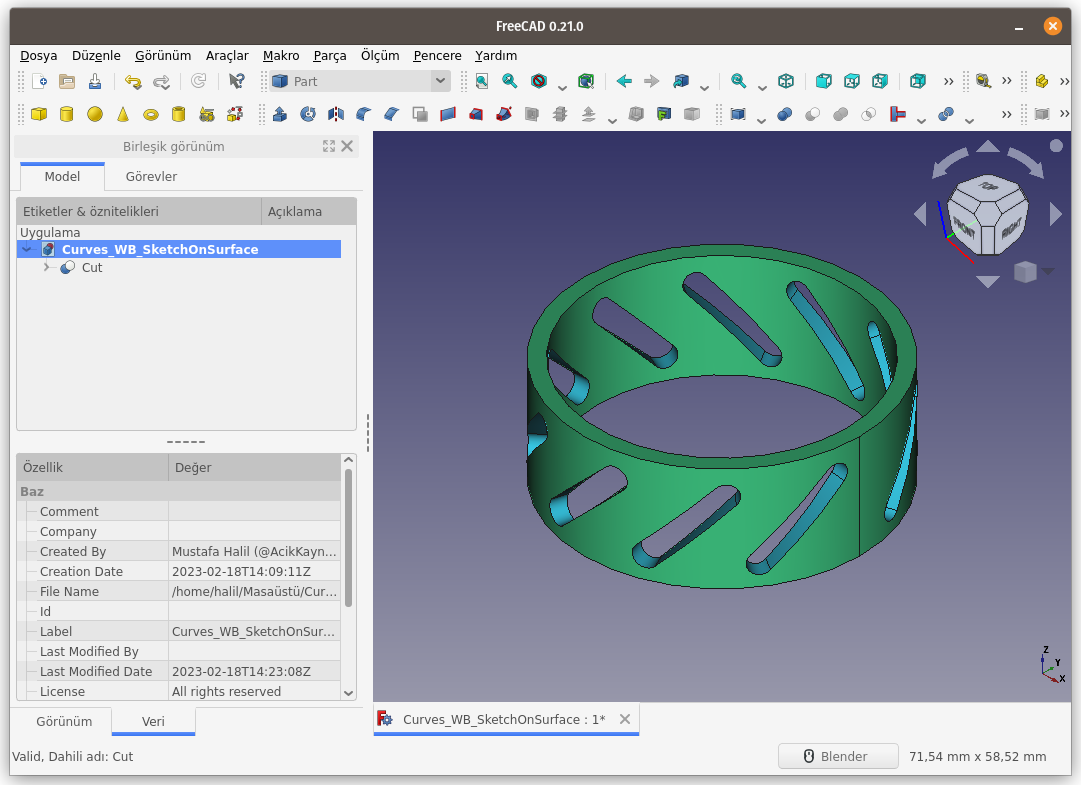 FreeCAD 0.21.0
Dosya Düzenle Görünüm Araçlar Makro Parça Ölçüm Pencere Yardım
Part
Birleşik görünüm
Model Görevler
Etiketler & öznitelikleri Açıklama
Uygulama
Curves_WB_SketchOnSurface
Cut
TOP
FRONT
RIGHT
Özellik Değer
Baz
Comment
Company
Created By Mustafa Halil (@AcikKayn...
Creation Date 2023-02-18T14:09:11Z
File Name /home/halil/Masaüstü/Cur...
Id
Label Curves_WB_SketchOnSur...
Last Modified By
Last Modified Date 2023-02-18T14:23:08Z
License All rights reserved
Z
Y
X
Görünüm Veri
Curves_WB_SketchOnSurface : 1*
Valid, Dahili adı: Cut
Blender
71,54 mm x 58,52 mm